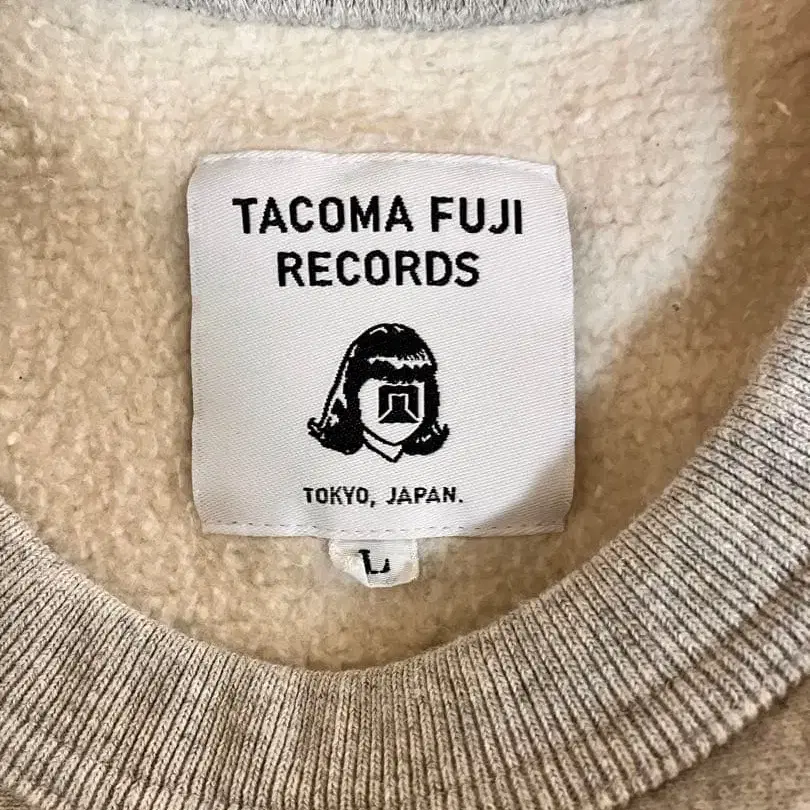 TACOMA FUJI
RECORDS
TOKYO, JAPAN.
L